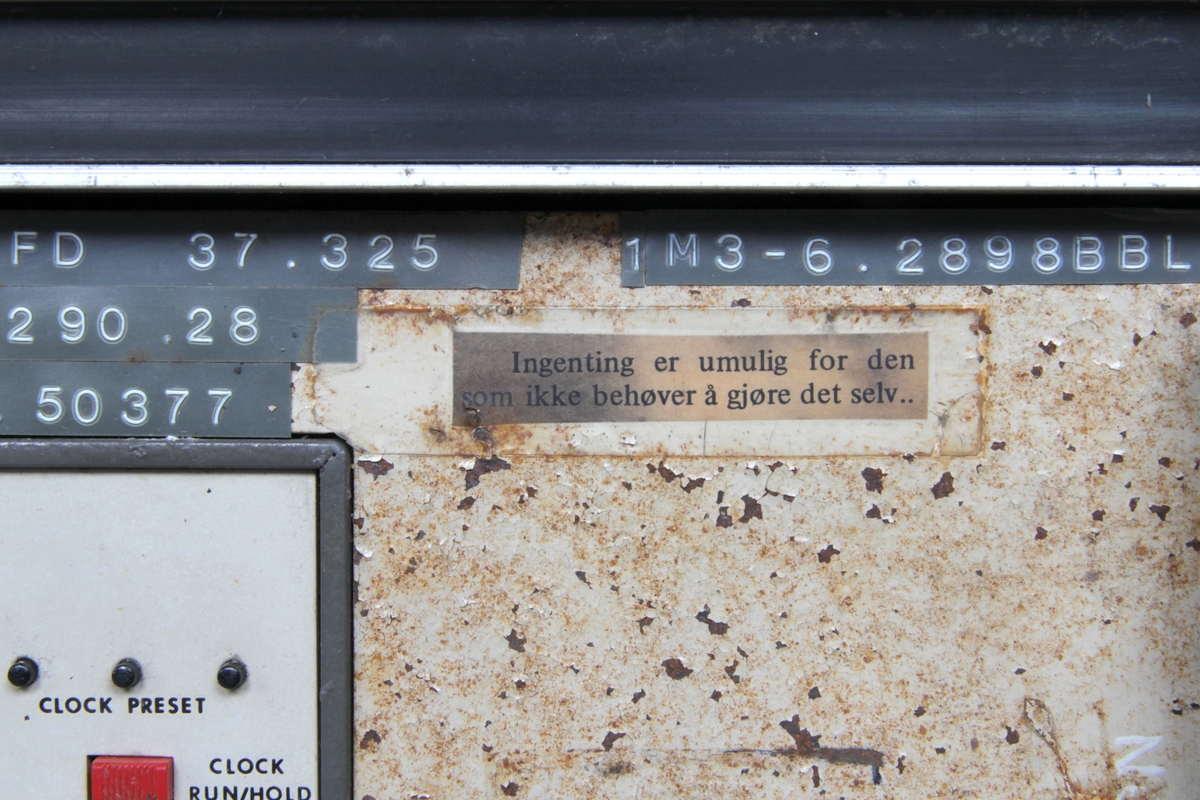 FD 37.325
1M3-6.2898BBL
290.28
.50377
Ingenting er umulig for den
som ikke behøver å gjøre det selv..
CLOCK PRESET
CLOCK
RUN/HOLD